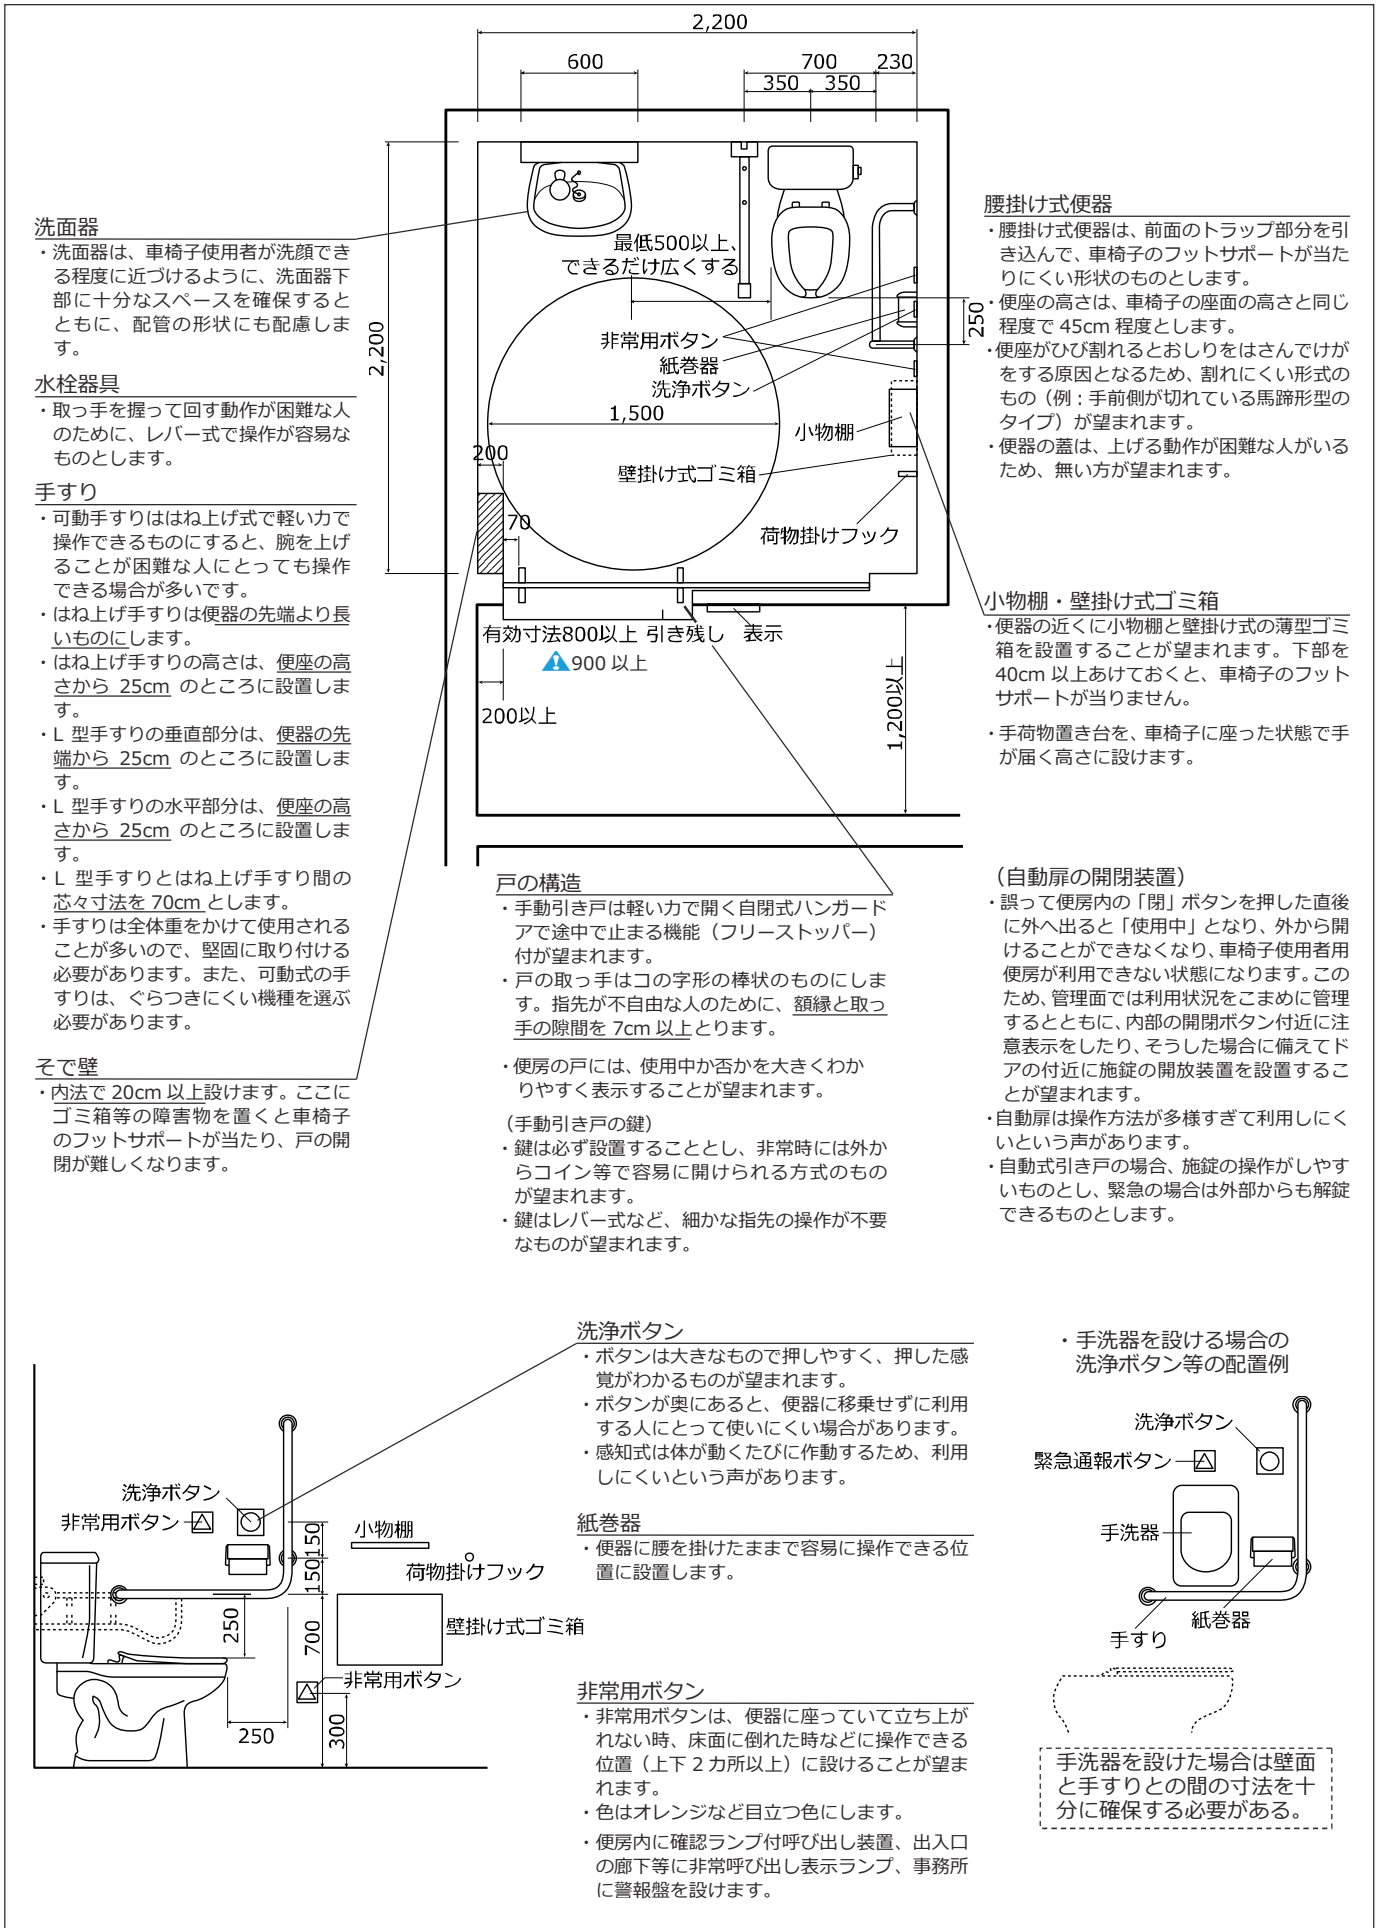 2,200
600
700
230
350
350
最低500以上、
できるだけ広くする
2,200
250
非常用ボタン
紙巻器
洗浄ボタン
1,500
小物棚
200
壁掛け式ゴミ箱
荷物掛けフック
70
有効寸法800以上
引き残し
表示
900 以上
200以上
1,200以上
洗面器
・洗面器は、車椅子使用者が洗顔でき
る程度に近づけるように、洗面器下
部に十分なスペースを確保すると
ともに、配管の形状にも配慮しま
す。
水栓器具
・取っ手を握って回す動作が困難な人
のために、レバー式で操作が容易な
ものとします。
手すり
・可動手すりははね上げ式で軽い力で
操作できるものにすると、腕を上げ
ることが困難な人にとっても操作
できる場合が多いです。
・はね上げ手すりは便器の先端より長
いものにします。
・はね上げ手すりの高さは、便座の高
さから 25cm のところに設置しま
す。
・L 型手すりの垂直部分は、便器の先
端から 25cm のところに設置しま
す。
・L 型手すりの水平部分は、便座の高
さから 25cm のところに設置しま
す。
・L 型手すりとはね上げ手すり間の
芯々寸法を 70cm とします。
・手すりは全体重をかけて使用される
ことが多いので、堅固に取り付ける
必要があります。また、可動式の手
すりは、ぐらつきにくい機種を選ぶ
必要があります。
そで壁
・内法で 20cm 以上設けます。ここに
ゴミ箱等の障害物を置くと車椅子
のフットサポートが当たり、戸の開
閉が難しくなります。
腰掛け式便器
・腰掛け式便器は、前面のトラップ部分を引
き込んで、車椅子のフットサポートが当た
りにくい形状のものとします。
・便座の高さは、車椅子の座面の高さと同じ
程度で 45cm 程度とします。
・便座がひび割れるとおしりをはさんでけが
をする原因となるため、割れにくい形式の
もの（例：手前側が切れている馬蹄形型の
タイプ）が望まれます。
・便器の蓋は、上げる動作が困難な人がいる
ため、無い方が望まれます。
小物棚・壁掛け式ゴミ箱
・便器の近くに小物棚と壁掛け式の薄型ゴミ
箱を設置することが望まれます。下部を
40cm 以上あけておくと、車椅子のフット
サポートが当りません。
・手荷物置き台を、車椅子に座った状態で手
が届く高さに設けます。
戸の構造
・手動引き戸は軽い力で開く自閉式ハンガード
アで途中で止まる機能（フリーストッパー）
付が望まれます。
・戸の取っ手はコの字形の棒状のものにしま
す。指先が不自由な人のために、額縁と取っ
手の隙間を 7cm 以上とります。
・便房の戸には、使用中か否かを大きくわか
りやすく表示することが望まれます。
（手動引き戸の鍵）
・鍵は必ず設置することとし、非常時には外か
らコイン等で容易に開けられる方式のもの
が望まれます。
・鍵はレバー式など、細かな指先の操作が不要
なものが望まれます。
（自動扉の開閉装置）
・誤って便房内の「閉」ボタンを押した直後
に外へ出ると「使用中」となり、外から開
けることができなくなり、車椅子使用者用
便房が利用できない状態になります。この
ため、管理面では利用状況をこまめに管理
するとともに、内部の開閉ボタン付近に注
意表示をしたり、そうした場合に備えてド
アの付近に施錠の開放装置を設置するこ
とが望まれます。
・自動扉は操作方法が多様すぎて利用しにく
いという声があります。
・自動式引き戸の場合、施錠の操作がしやす
いものとし、緊急の場合は外部からも解錠
できるものとします。
洗浄ボタン
・ボタンは大きなもので押しやすく、押した感
覚がわかるものが望まれます。
・ボタンが奥にあると、便器に移乗せずに利用
する人にとって使いにくい場合があります。
・感知式は体が動くたびに作動するため、利用
しにくいという声があります。
紙巻器
・便器に腰を掛けたままで容易に操作できる位
置に設置します。
非常用ボタン
・非常用ボタンは、便器に座っていて立ち上が
れない時、床面に倒れた時などに操作できる
位置（上下 2 カ所以上）に設けることが望ま
れます。
・色はオレンジなど目立つ色にします。
・便房内に確認ランプ付呼び出し装置、出入口
の廊下等に非常呼び出し表示ランプ、事務所
に警報盤を設けます。
洗浄ボタン
非常用ボタン
小物棚
荷物掛けフック
150
150
250
700
壁掛け式ゴミ箱
非常用ボタン
250
300
・手洗器を設ける場合の
洗浄ボタン等の配置例
洗浄ボタン
緊急通報ボタン
手洗器
紙巻器
手すり
手洗器を設けた場合は壁面
と手すりとの間の寸法を十
分に確保する必要がある。